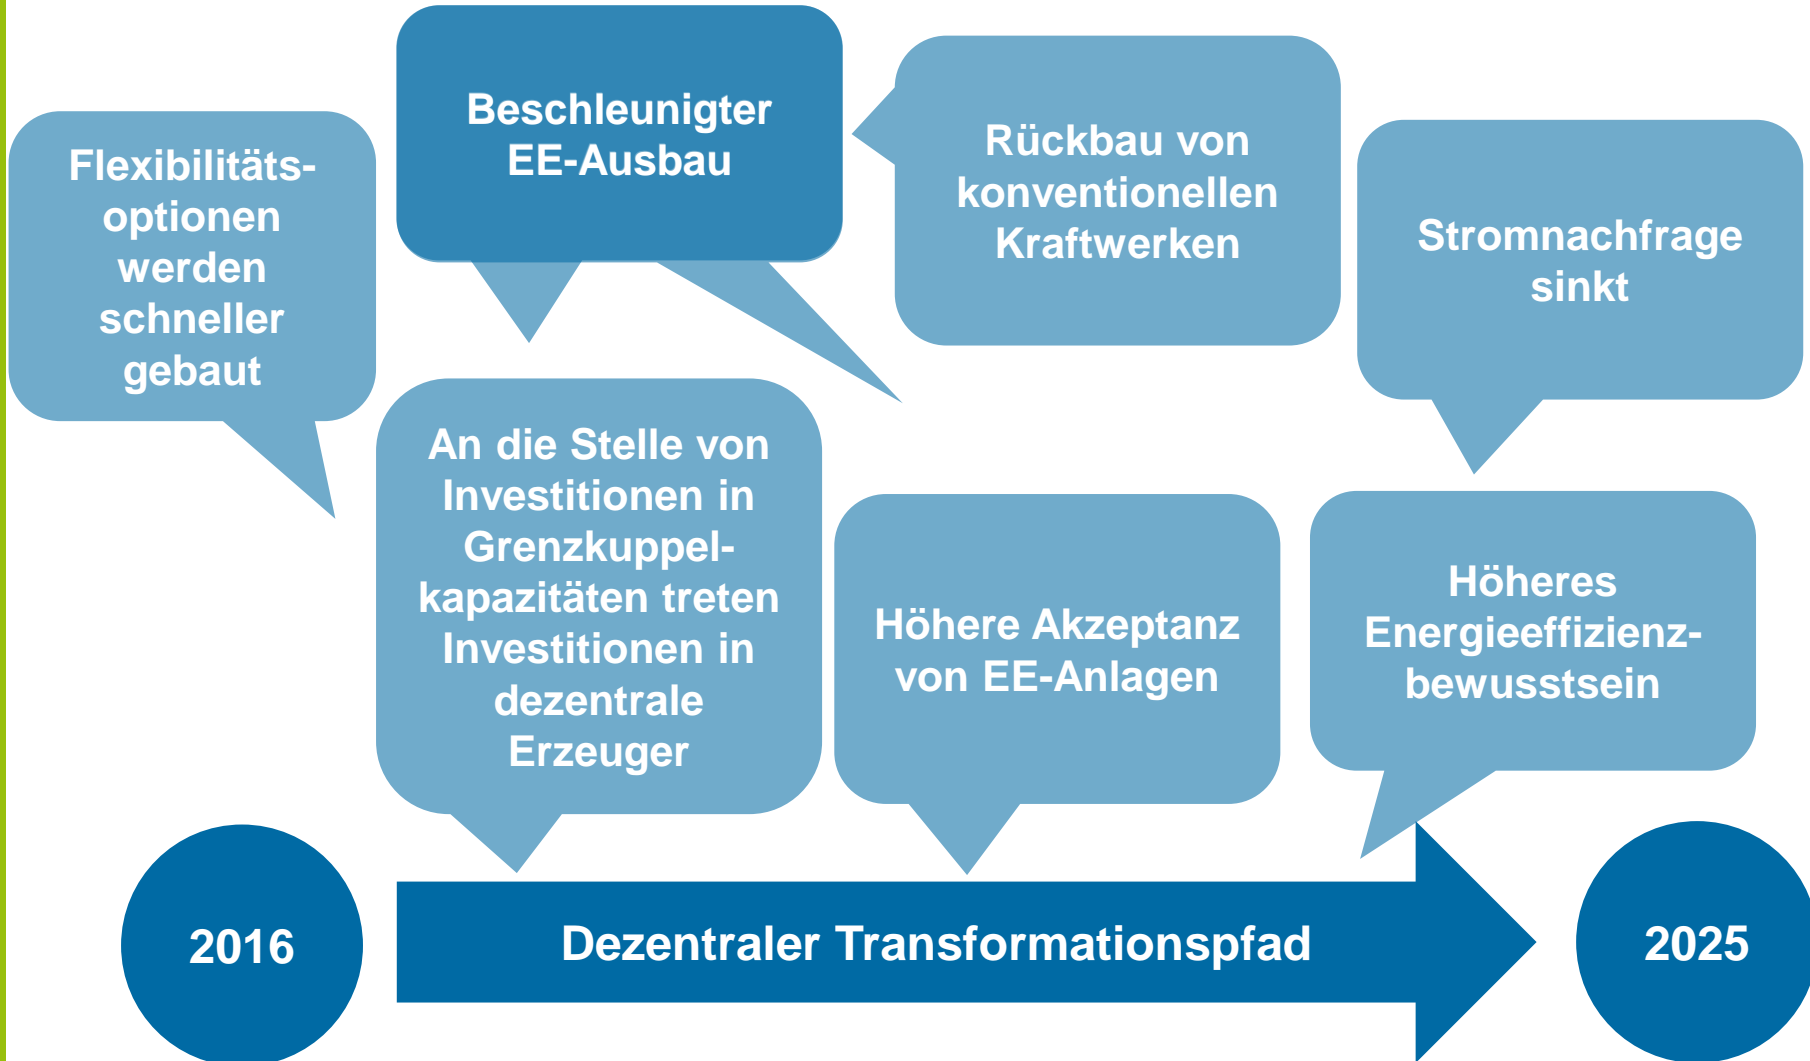 Flexibilitäts-
optionen
werden
schneller
gebaut
Beschleunigter
EE-Ausbau
Rückbau von
konventionellen
Kraftwerken
Stromnachfrage
sinkt
An die Stelle von
Investitionen in
Grenzkuppel-
kapazitäten treten
Investitionen in
dezentrale
Erzeuger
Höhere Akzeptanz
von EE-Anlagen
Höheres
Energieeffizienz-
bewusstsein
2016
Dezentraler Transformationspfad
2025